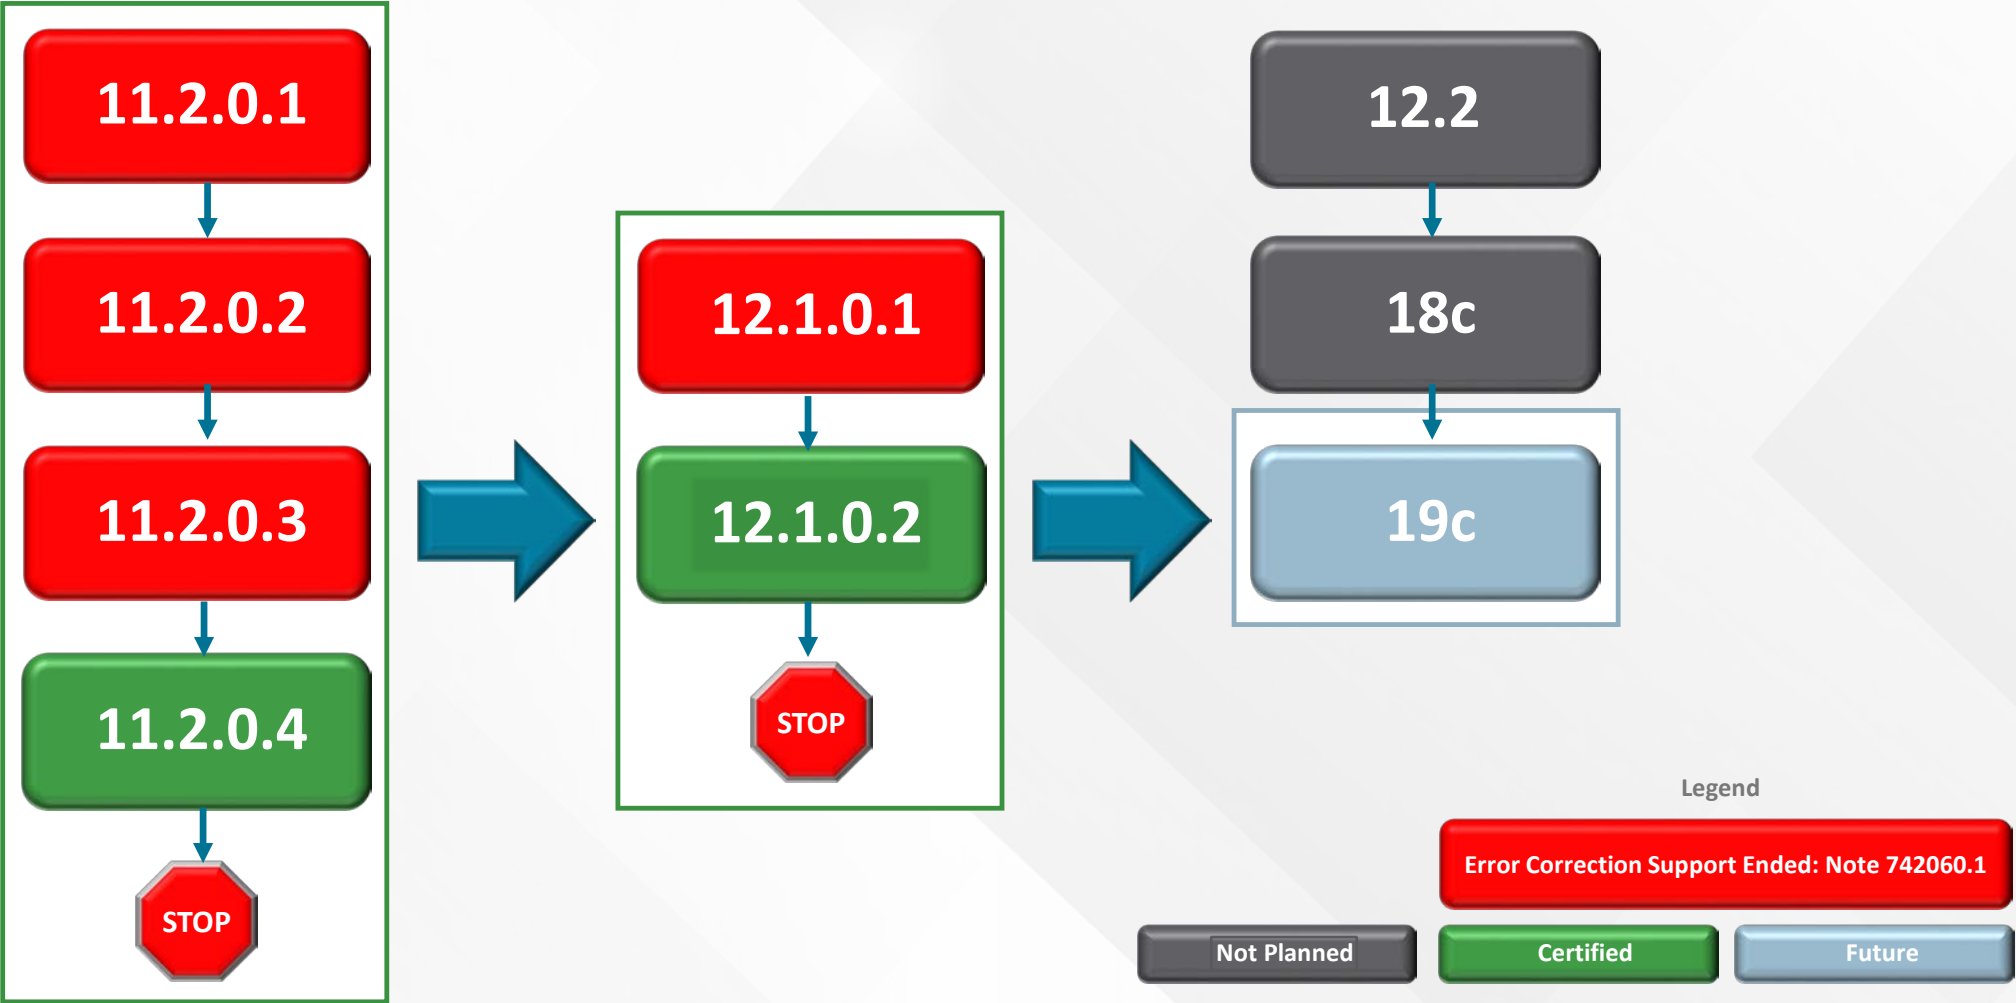 11.2.0.1
11.2.0.2
11.2.0.3
11.2.0.4
STOP
12.1.0.1
12.1.0.2
STOP
12.2
18c
19c
Legend
Error Correction Support Ended: Note 742060.1
Not Planned
Certified
Future